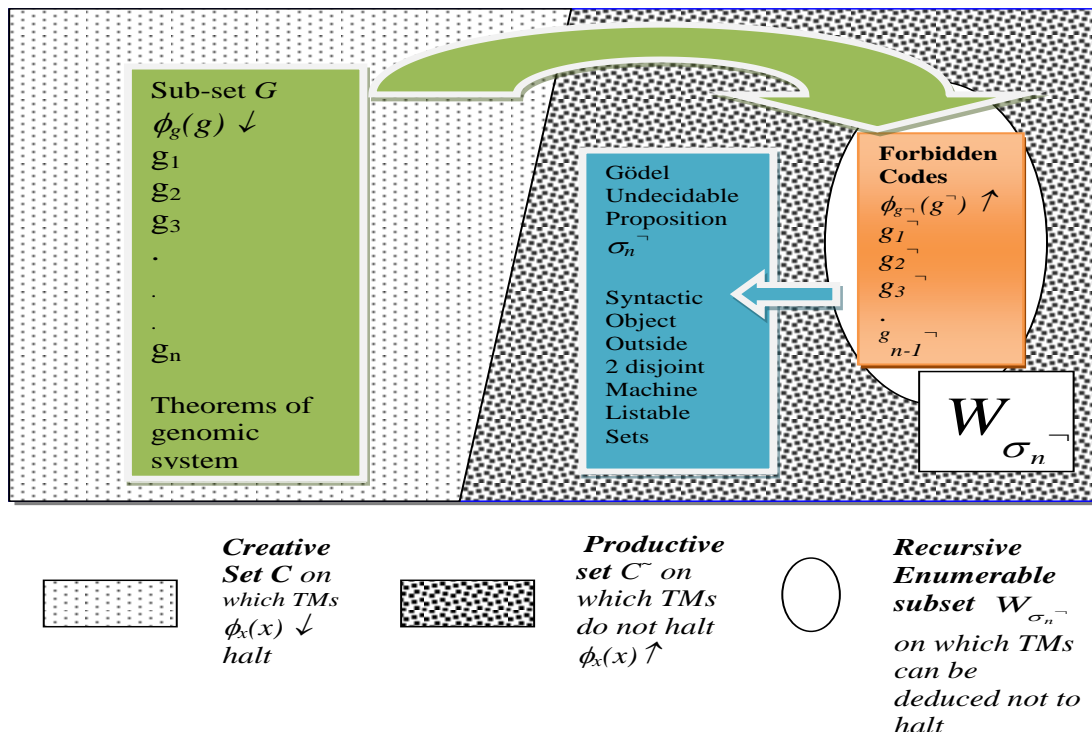 Sub-set G
ϕg(g) ↓
g1
g2
g3
.
.
.
gn
Theorems of
genomic
system
Gödel
Undecidable
Proposition
σn¬
Syntactic
Object
Outside
2 disjoint
Machine
Listable
Sets
Forbidden
Codes
ϕg¬(g¬) ↑
g1¬
g2¬
g3¬
.
gn-1¬
Wσn¬
Creative
Set C on
which TMs
ϕx(x) ↓
halt
Productive
set C~ on
which TMs
do not halt
ϕx(x) ↑
Recursive
Enumerable
subset Wσn¬
on which TMs
can be
deduced not to
halt